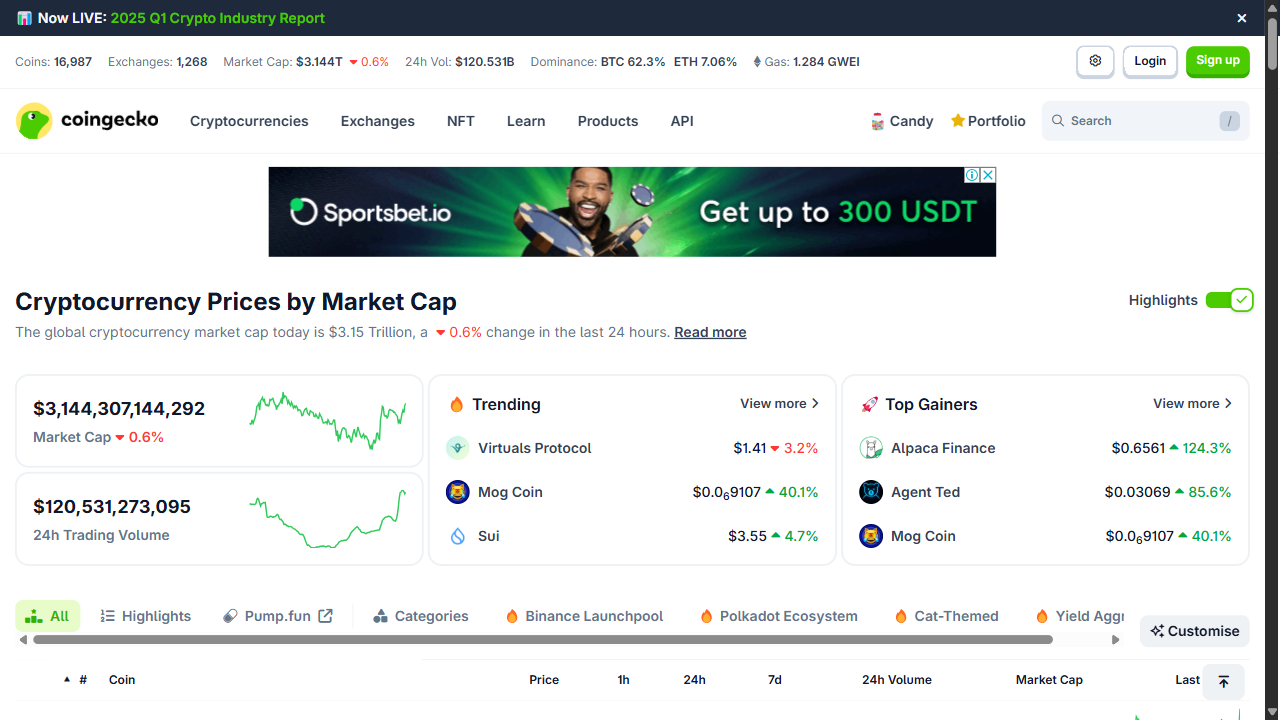 Now LIVE: 2025 Q1 Crypto Industry Report
Coins: 16,987 Exchanges: 1,268 Market Cap: $3.144T 0.6% 24h Vol: $120.531B Dominance: BTC 62.3% ETH 7.06% Gas: 1.284 GWEI
Login
Sign up
coingecko
Cryptocurrencies Exchanges NFT Learn Products API
Candy Portfolio
Search /
Sportsbet.io
Get up to 300 USDT
Cryptocurrency Prices by Market Cap
Highlights
The global cryptocurrency market cap today is $3.15 Trillion, a 0.6% change in the last 24 hours. Read more
$3,144,307,144,292
Market Cap 0.6%
$120,531,273,095
24h Trading Volume
Trending View more
Virtuals Protocol $1.41 3.2%
Mog Coin $0.0₆9107 40.1%
Sui $3.55 4.7%
Top Gainers View more
Alpaca Finance $0.6561 124.3%
Agent Ted $0.03069 85.6%
Mog Coin $0.0₆9107 40.1%
All Highlights Pump.fun Categories Binance Launchpool Polkadot Ecosystem Cat-Themed Yield Aggr
Customise
# Coin Price 1h 24h 7d 24h Volume Market Cap Last